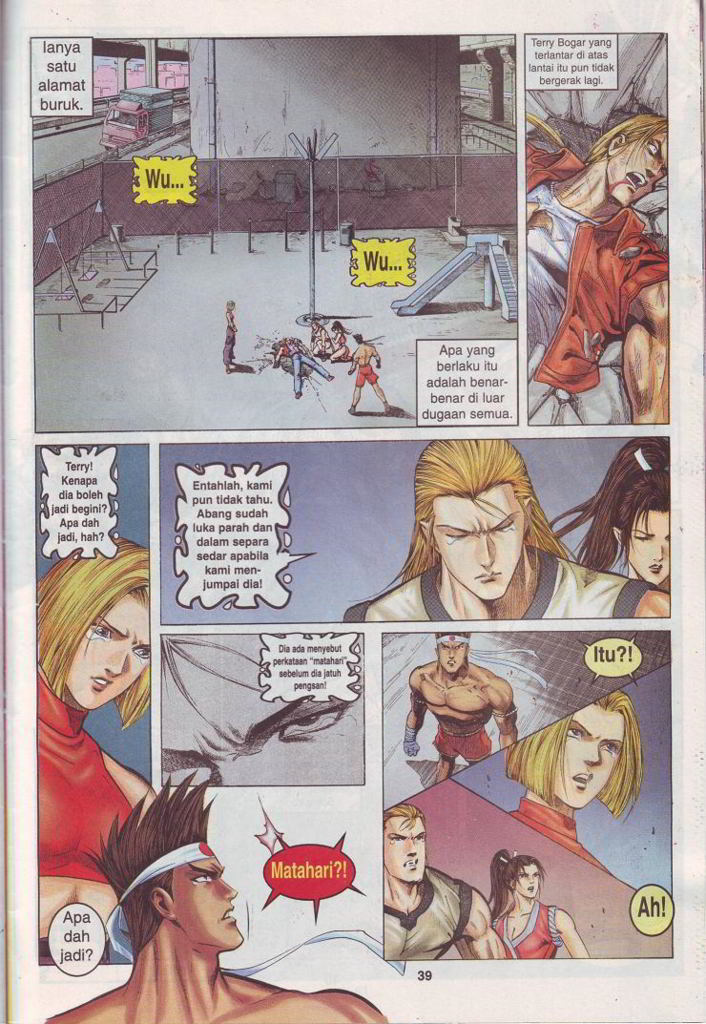 Ianya
satu
alamat
buruk.
Wu...
Wu...
Apa yang
berlaku itu
adalah benar-
benar di luar
dugaan semua.
Terry Bogar yang
terlantar di atas
lantai itu pun tidak
bergerak lagi.
Terry!
Kenapa
dia boleh
jadi begini?
Apa dah
jadi, hah?
Entahlah, kami
pun tidak tahu.
Abang sudah
luka parah dan
dalam separa
sedar apabila
kami men-
jumpai dia!
Dia ada menyebut
perkataan "matahari"
sebelum dia jatuh
pengsan!
Itu?!
Matahari?!
Apa
dah
jadi?
Ah!
39